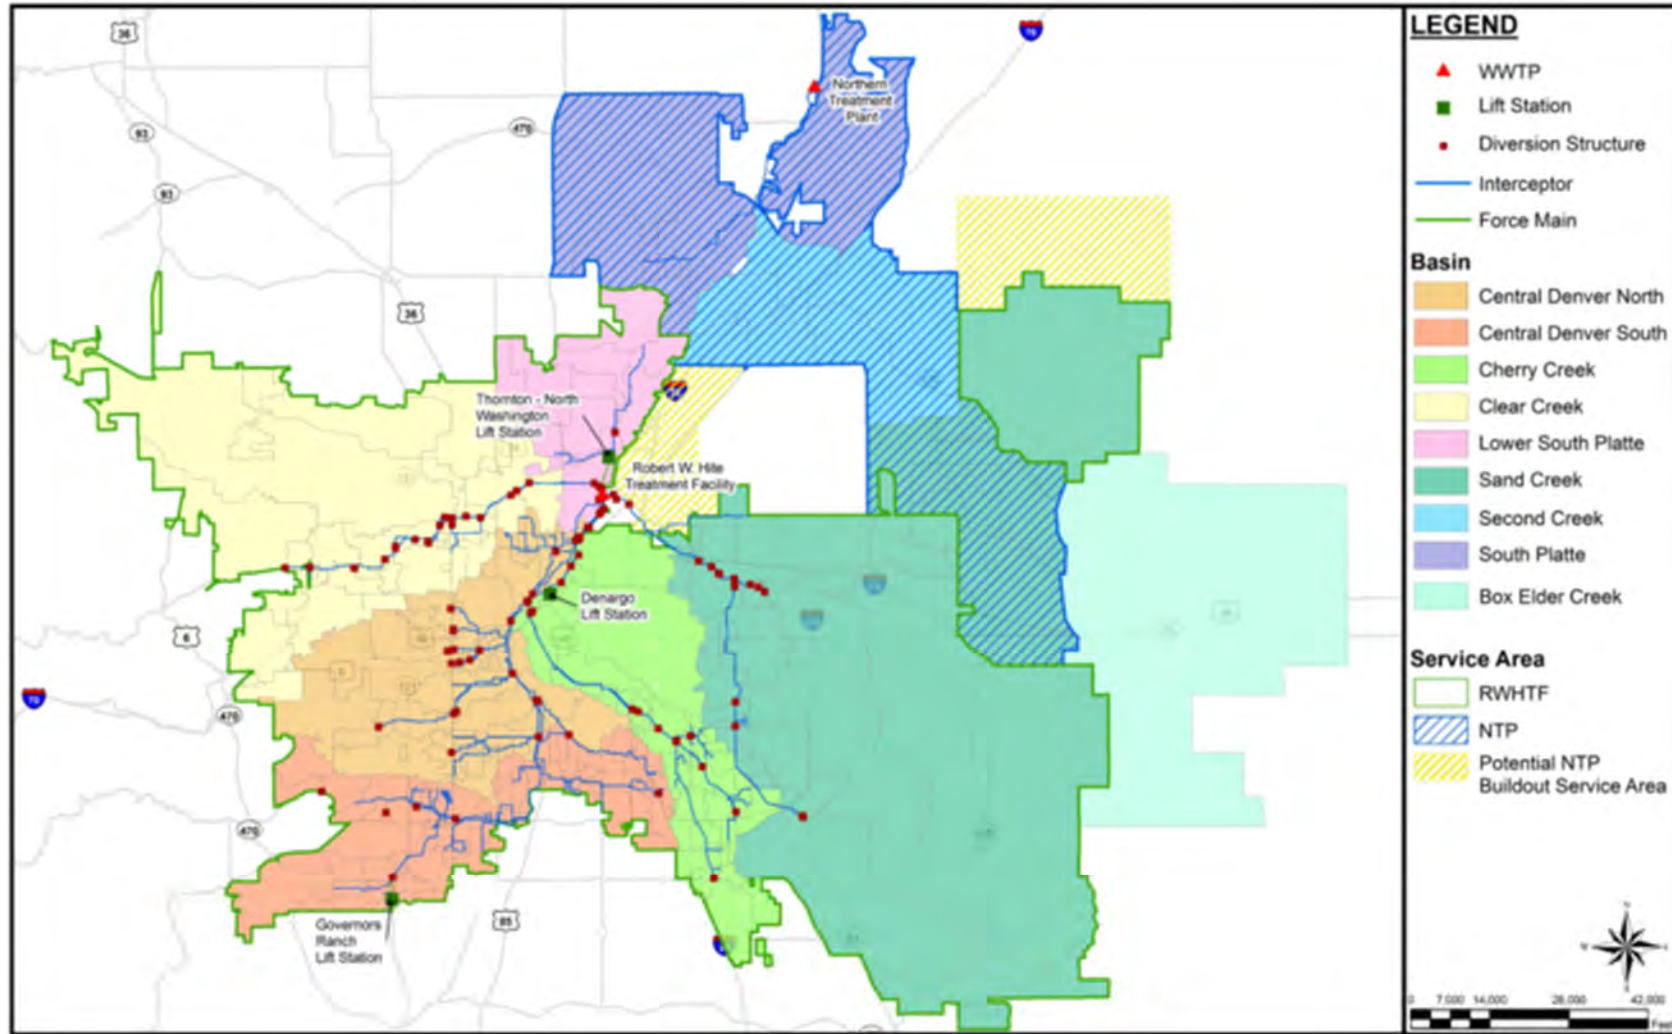 36
93
93
470
76
36
Northern
Treatment
Plant
Thornton - North
Washington
Lift Station
Robert W. Hite
Treatment Facility
Denargo
Lift Station
6
70
470
470
85
Governors
Ranch
Lift Station
LEGEND
WWTP
Lift Station
Diversion Structure
Interceptor
Force Main
Basin
Central Denver North
Central Denver South
Cherry Creek
Clear Creek
Lower South Platte
Sand Creek
Second Creek
South Platte
Box Elder Creek
Service Area
RWHTF
NTP
Potential NTP
Buildout Service Area
0 7,000 14,000 28,000 42,000
Feet